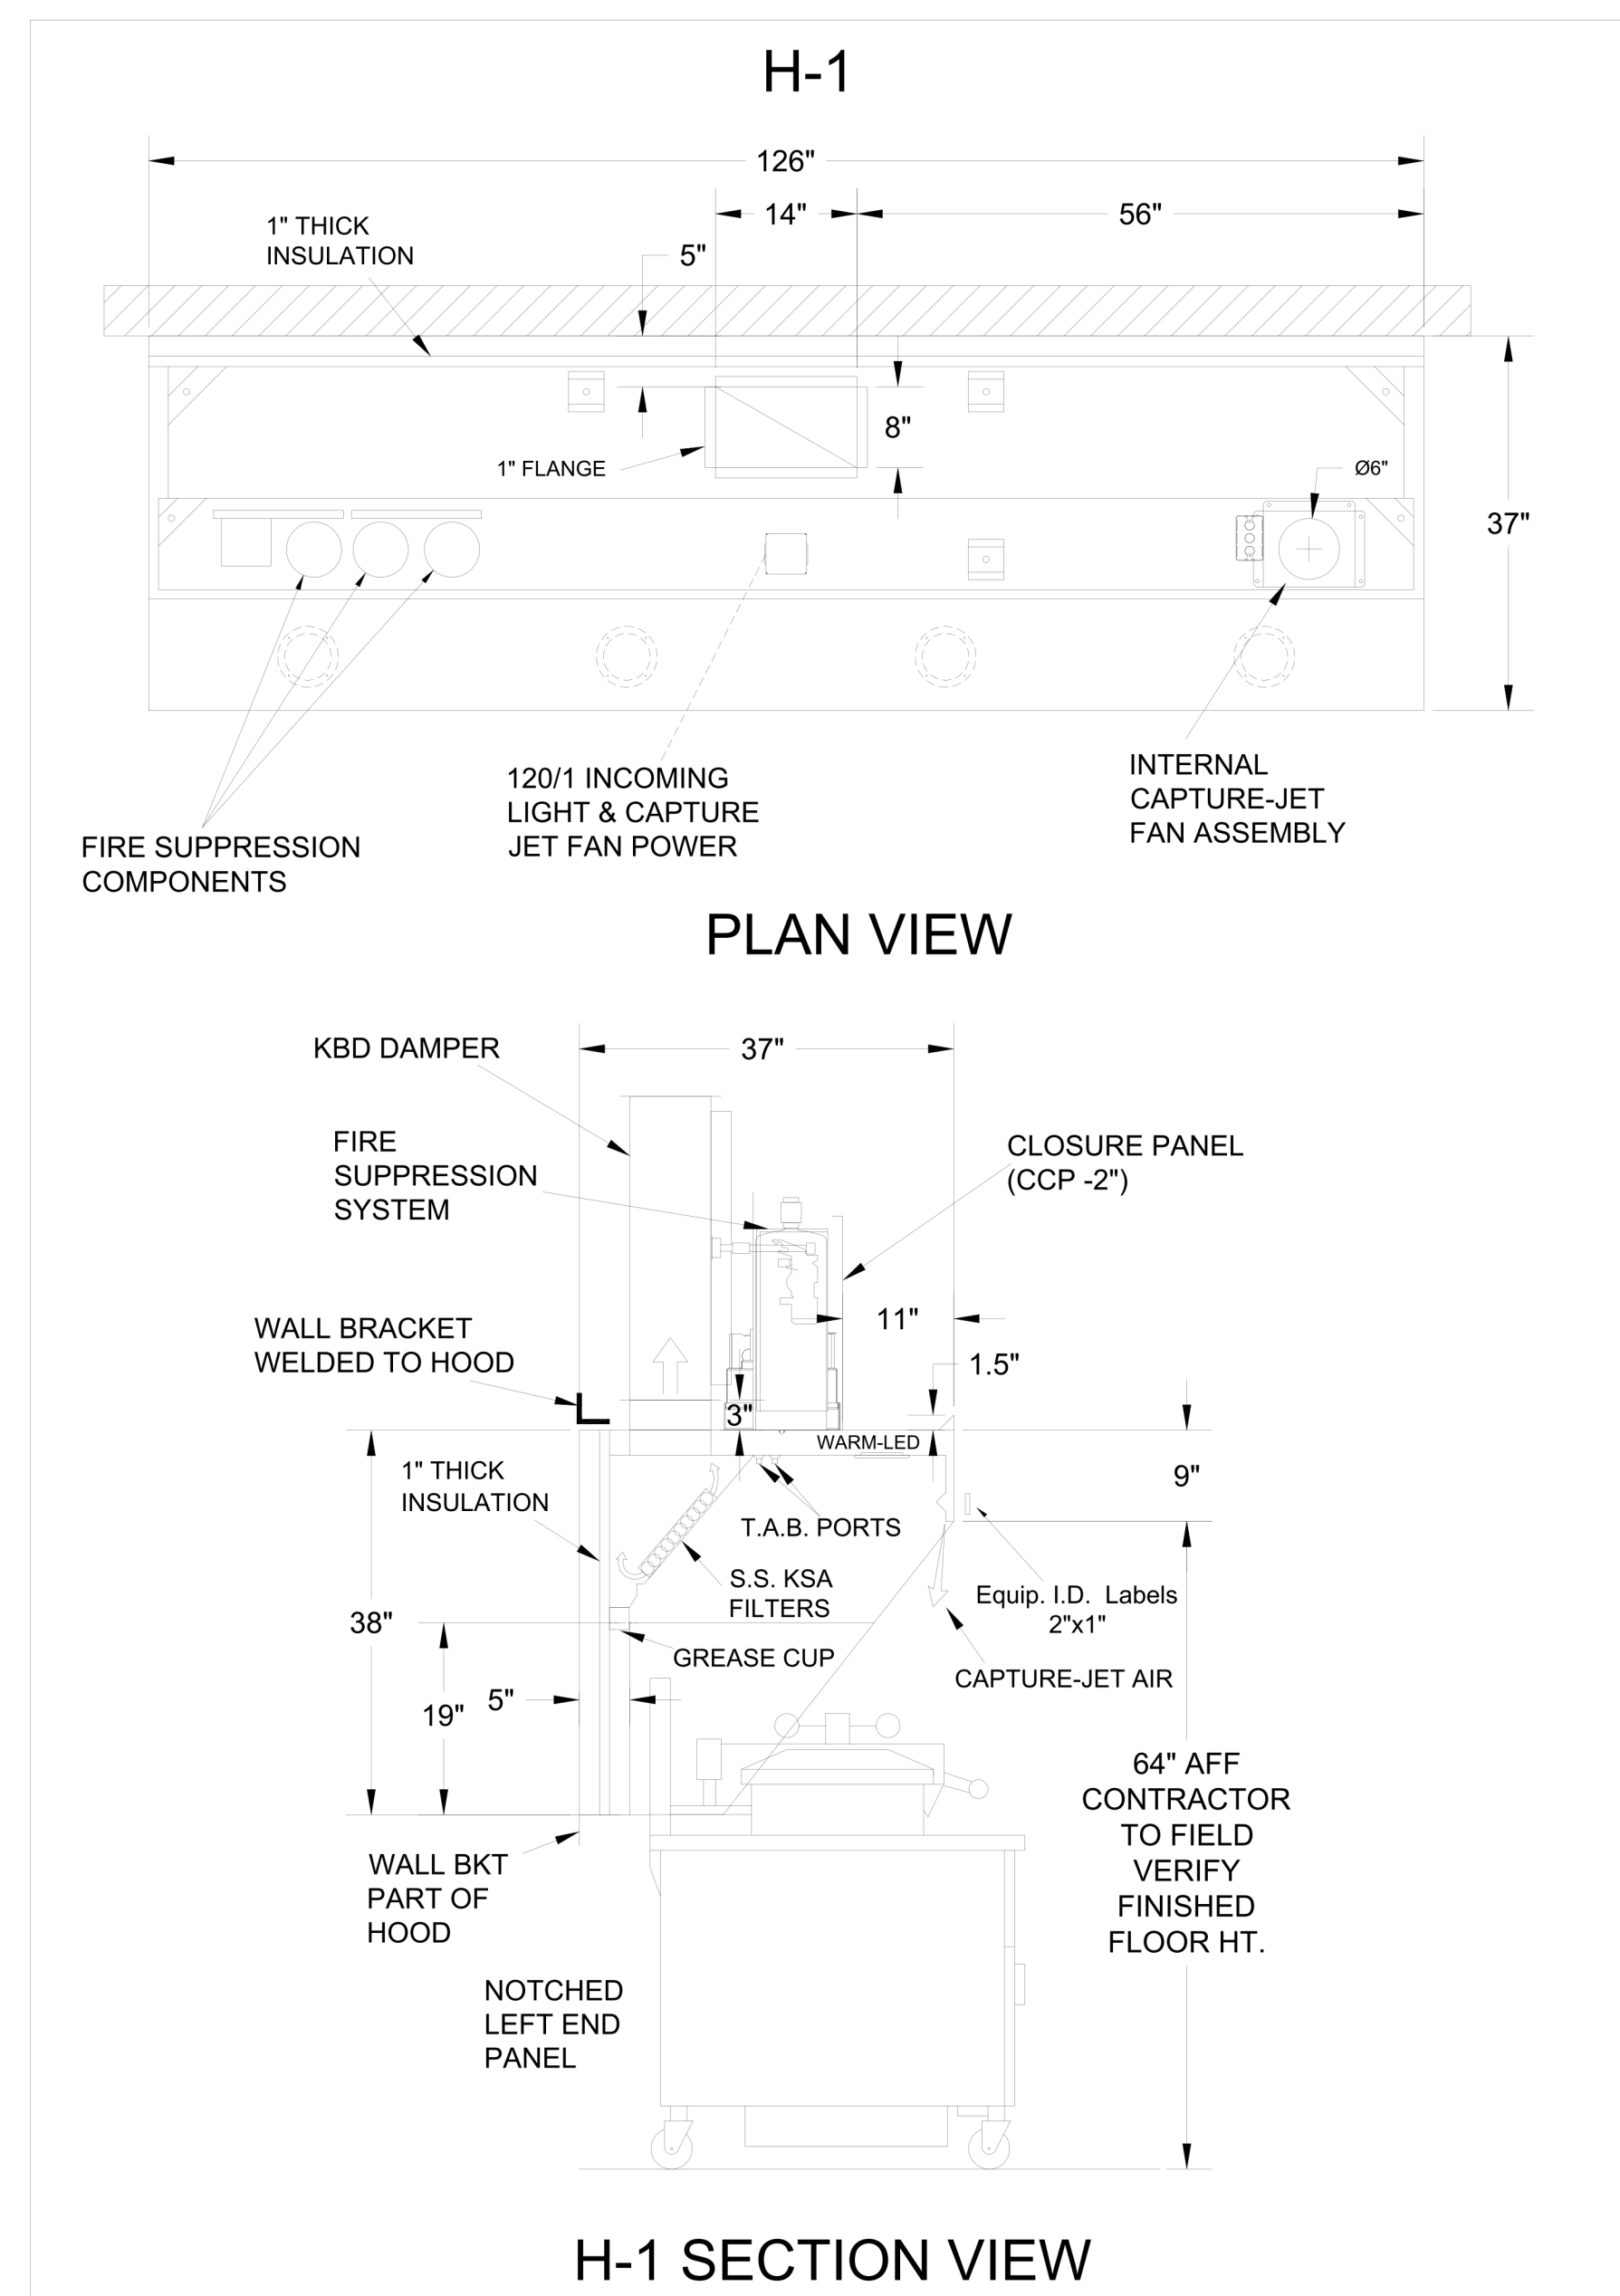 H-1
126"
14"
56"
1" THICK
INSULATION
5"
8"
1" FLANGE
Ø6"
37"
FIRE SUPPRESSION
COMPONENTS
120/1 INCOMING
LIGHT & CAPTURE
JET FAN POWER
INTERNAL
CAPTURE-JET
FAN ASSEMBLY
PLAN VIEW
KBD DAMPER
37"
FIRE
SUPPRESSION
SYSTEM
CLOSURE PANEL
(CCP -2")
WALL BRACKET
WELDED TO HOOD
11"
1.5"
3"
WARM-LED
9"
1" THICK
INSULATION
T.A.B. PORTS
S.S. KSA
FILTERS
Equip. I.D. Labels
2"x1"
38"
GREASE CUP
CAPTURE-JET AIR
5"
19"
64" AFF
CONTRACTOR
TO FIELD
VERIFY
FINISHED
FLOOR HT.
WALL BKT
PART OF
HOOD
NOTCHED
LEFT END
PANEL
H-1 SECTION VIEW